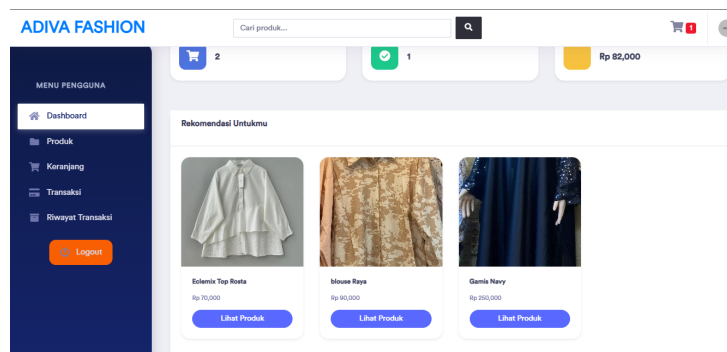 ADIVA FASHION
Cari produk...
1
2
1
Rp 82,000
MENU PENGGUNA
Dashboard
Produk
Keranjang
Transaksi
Riwayat Transaksi
Logout
Rekomendasi Untukmu
Eclemix Top Rosta
Rp 70,000
Lihat Produk
blouse Raya
Rp 90,000
Lihat Produk
Gamis Navy
Rp 250,000
Lihat Produk